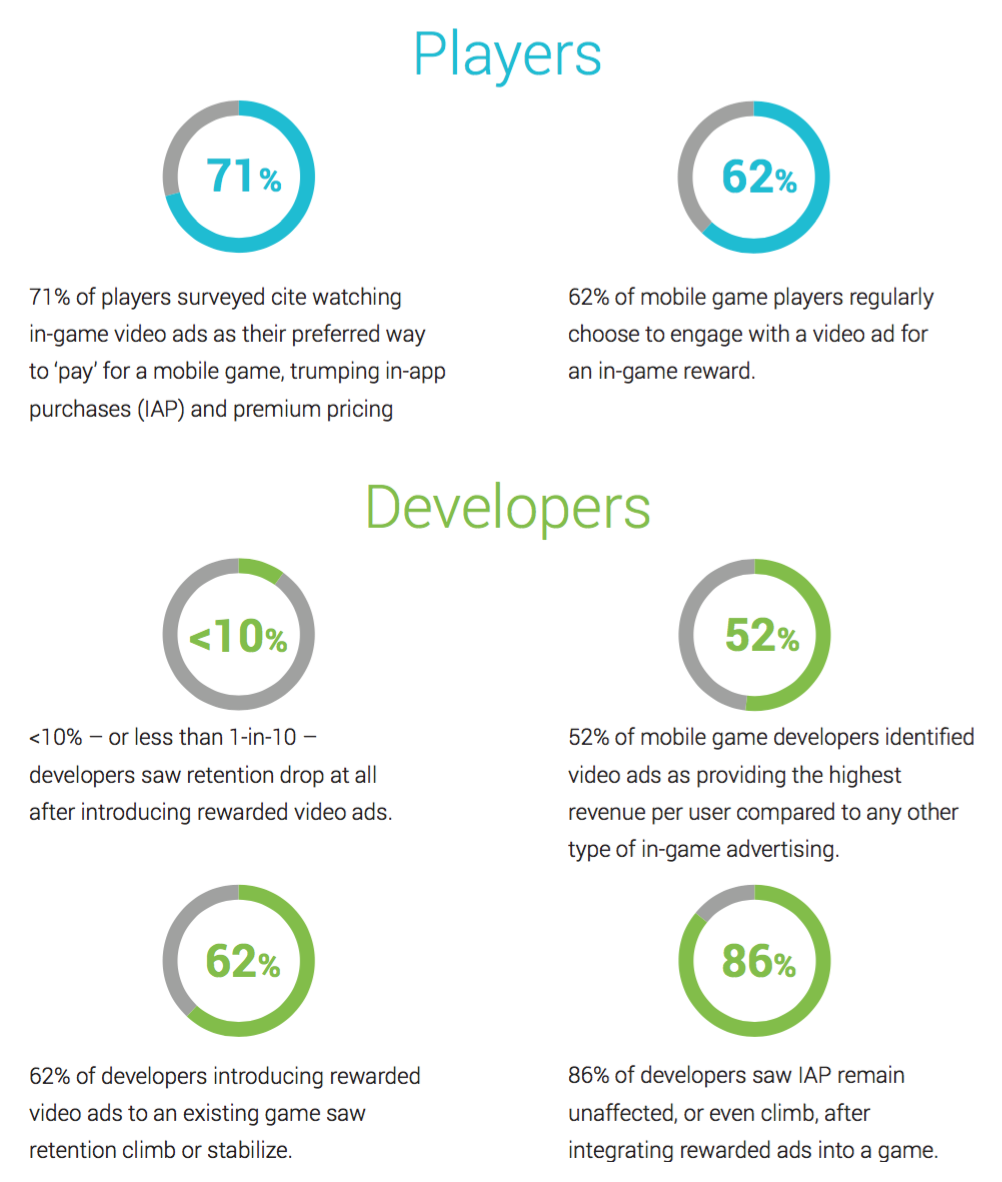 Players
71%
62%
71% of players surveyed cite watching
in-game video ads as their preferred way
to ‘pay’ for a mobile game, trumping in-app
purchases (IAP) and premium pricing
62% of mobile game players regularly
choose to engage with a video ad for
an in-game reward.
Developers
<10%
52%
<10% – or less than 1-in-10 –
developers saw retention drop at all
after introducing rewarded video ads.
52% of mobile game developers identified
video ads as providing the highest
revenue per user compared to any other
type of in-game advertising.
62%
86%
62% of developers introducing rewarded
video ads to an existing game saw
retention climb or stabilize.
86% of developers saw IAP remain
unaffected, or even climb, after
integrating rewarded ads into a game.